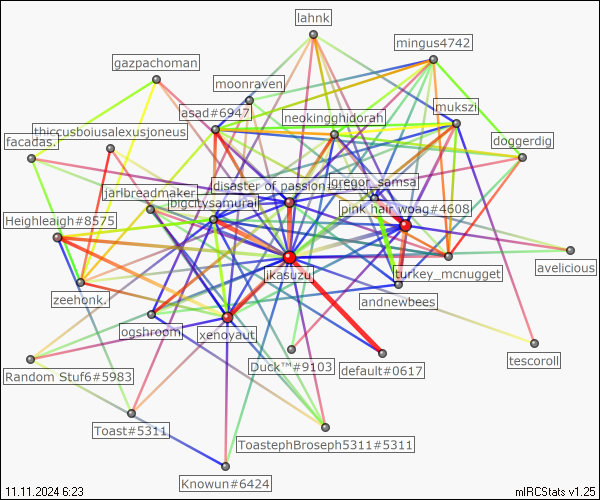 lahnk
mingus4742
gazpachoman
moonraven
asad#6947
mukszi
neokingghidorah
thiccusboiusalexusjoneus
facadas.
doggerdig
disaster of passion
gregor_samsa
jarlbreadmaker
bigcitysamurai
pink hair woag#4608
Heighleaigh#8575
ikasuzu
turkey_mcnugget
avelicious
zeehonk.
andnewbees
ogshroom
xenoyaut
tescoroll
Duck™#9103
default#0617
Random Stuf6#5983
Toast#5311
ToastephBroseph5311#5311
Knowun#6424
11.11.2024 6:23
mIRCStats v1.25